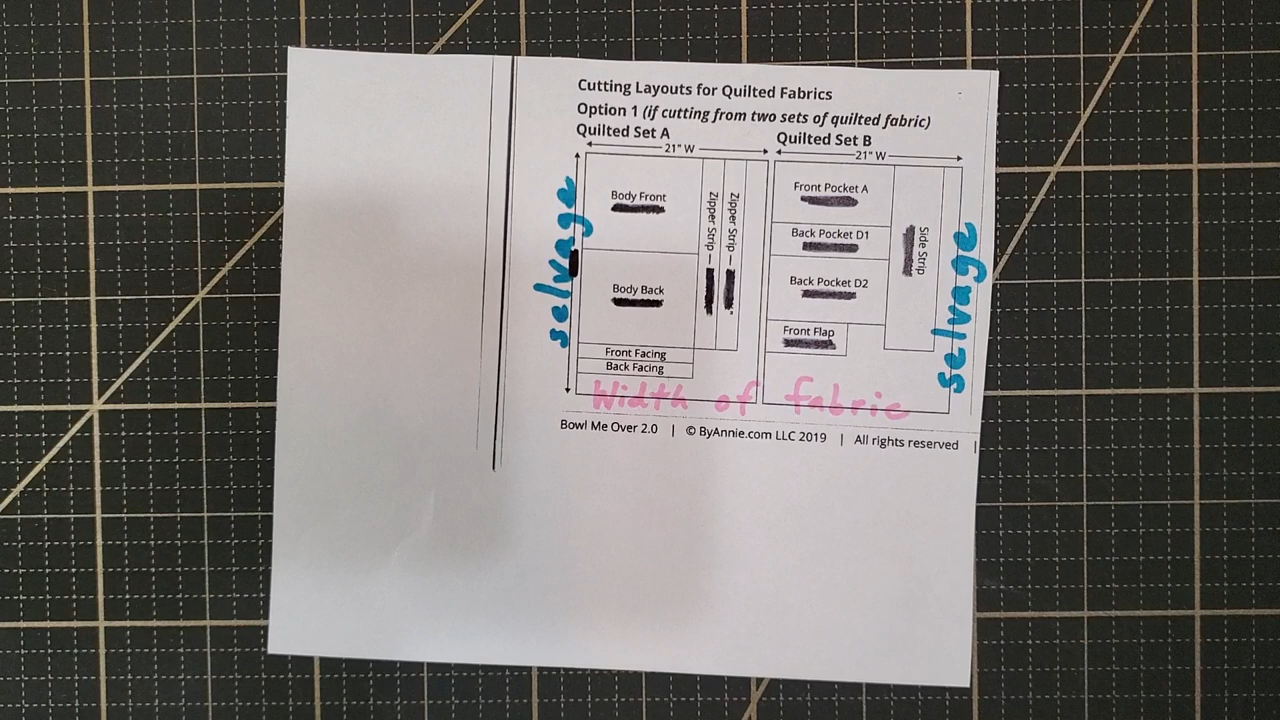 Cutting Layouts for Quilted Fabrics
Option 1 (if cutting from two sets of quilted fabric)
Quilted Set A
21" W
Body Front
Body Back
Zipper Strip —
Zipper Strip —
Front Facing
Back Facing
Quilted Set B
21" W
Front Pocket A
Back Pocket D1
Back Pocket D2
Front Flap
Side Strip
selvage
selvage
Width of fabric
Bowl Me Over 2.0 | © ByAnnie.com LLC 2019 | All rights reserved |